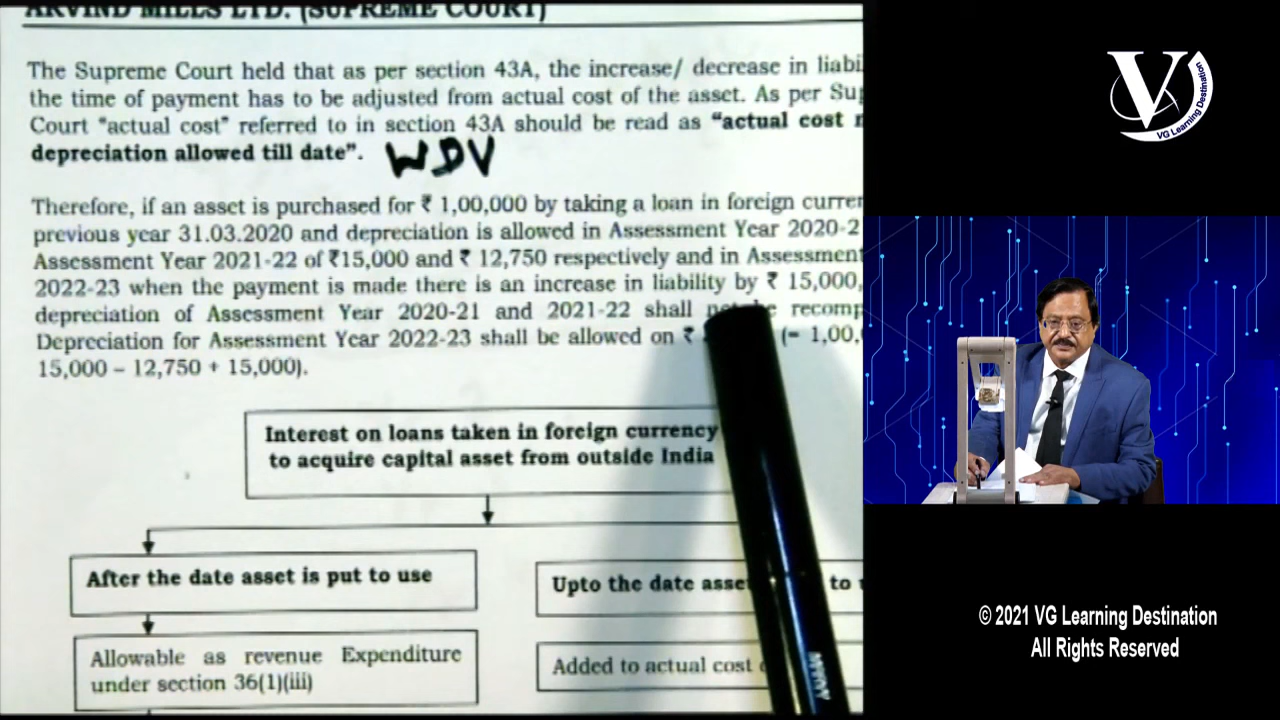 ARVIND MILLS LTD. (SUPREME COURT)
The Supreme Court held that as per section 43A, the increase/ decrease in liabi
the time of payment has to be adjusted from actual cost of the asset. As per Su
Court "actual cost" referred to in section 43A should be read as "actual cost
depreciation allowed till date". WDV
Therefore, if an asset is purchased for ₹ 1,00,000 by taking a loan in foreign curre
previous year 31.03.2020 and depreciation is allowed in Assessment Year 2020-2
Assessment Year 2021-22 of ₹15,000 and ₹ 12,750 respectively and in Assessment
2022-23 when the payment is made there is an increase in liability by ₹ 15,000,
depreciation of Assessment Year 2020-21 and 2021-22 shall recomp
Depreciation for Assessment Year 2022-23 shall be allowed on ₹ (= 1,00,
15,000 – 12,750 + 15,000).
Interest on loans taken in foreign currency
to acquire capital asset from outside India
After the date asset is put to use
Upto the date asse to
Allowable as revenue Expenditure
under section 36(1)(iii)
Added to actual cost
V
VG Learning Destination
© 2021 VG Learning Destination
All Rights Reserved